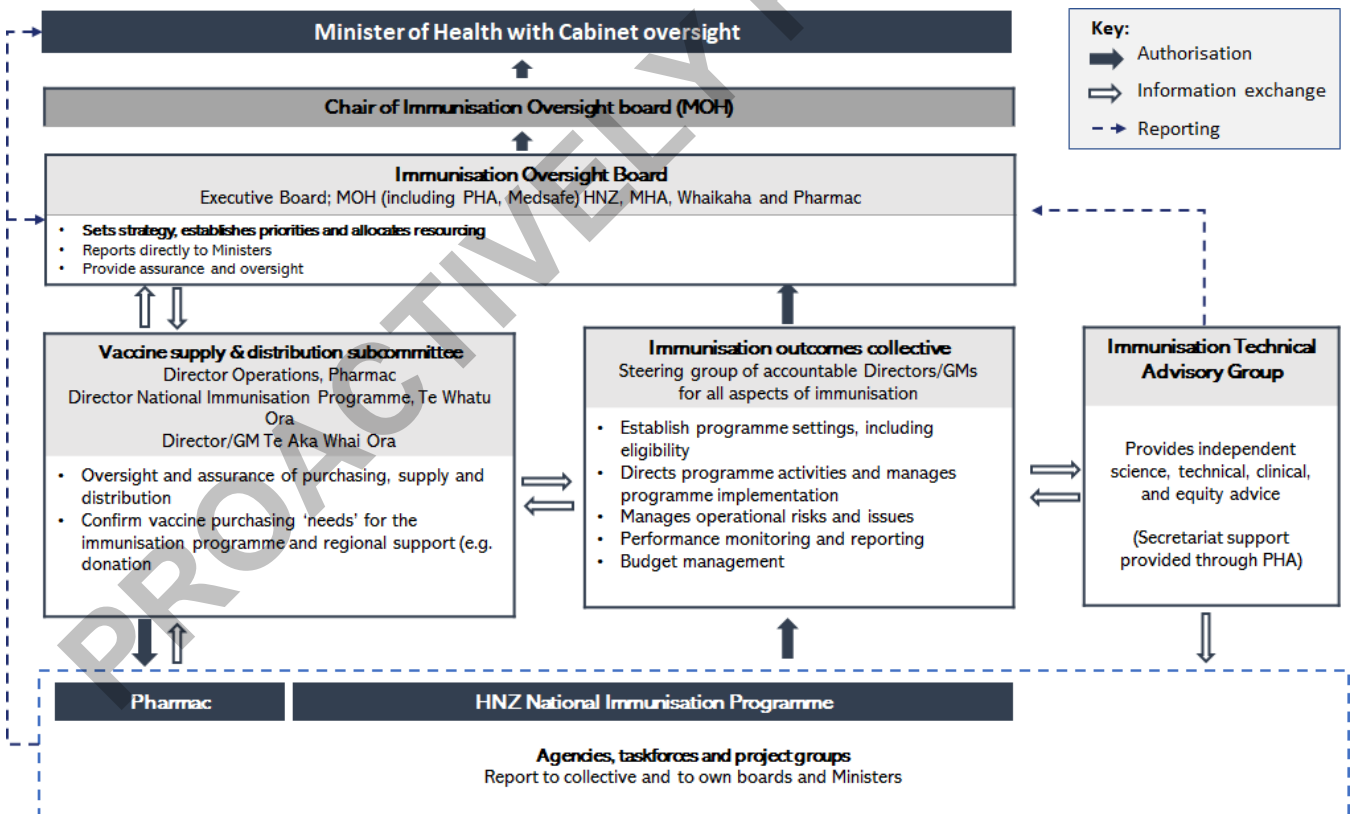 Minister of Health with Cabinet oversight
Key:
Authorisation
Information exchange
Reporting
Chair of Immunisation Oversight board (MOH)
Immunisation Oversight Board
Executive Board; MOH (including PHA, Medsafe) HNZ, MHA, Whaikaha and Pharmac
• Sets strategy, establishes priorities and allocates resourcing
• Reports directly to Ministers
• Provide assurance and oversight
Vaccine supply & distribution subcommittee
Director Operations, Pharmac
Director National Immunisation Programme, Te Whatu
Ora
Director/GM Te Aka Whai Ora
• Oversight and assurance of purchasing, supply and
distribution
• Confirm vaccine purchasing ‘needs’ for the
immunisation programme and regional support (e.g.
donation
Immunisation outcomes collective
Steering group of accountable Directors/GMs
for all aspects of immunisation
• Establish programme settings, including
eligibility
• Directs programme activities and manages
programme implementation
• Manages operational risks and issues
• Performance monitoring and reporting
• Budget management
Immunisation Technical
Advisory Group
Provides independent
science, technical, clinical,
and equity advice
(Secretariat support
provided through PHA)
Pharmac
HNZ National Immunisation Programme
Agencies, taskforces and project groups
Report to collective and to own boards and Ministers
PROACTIVELY